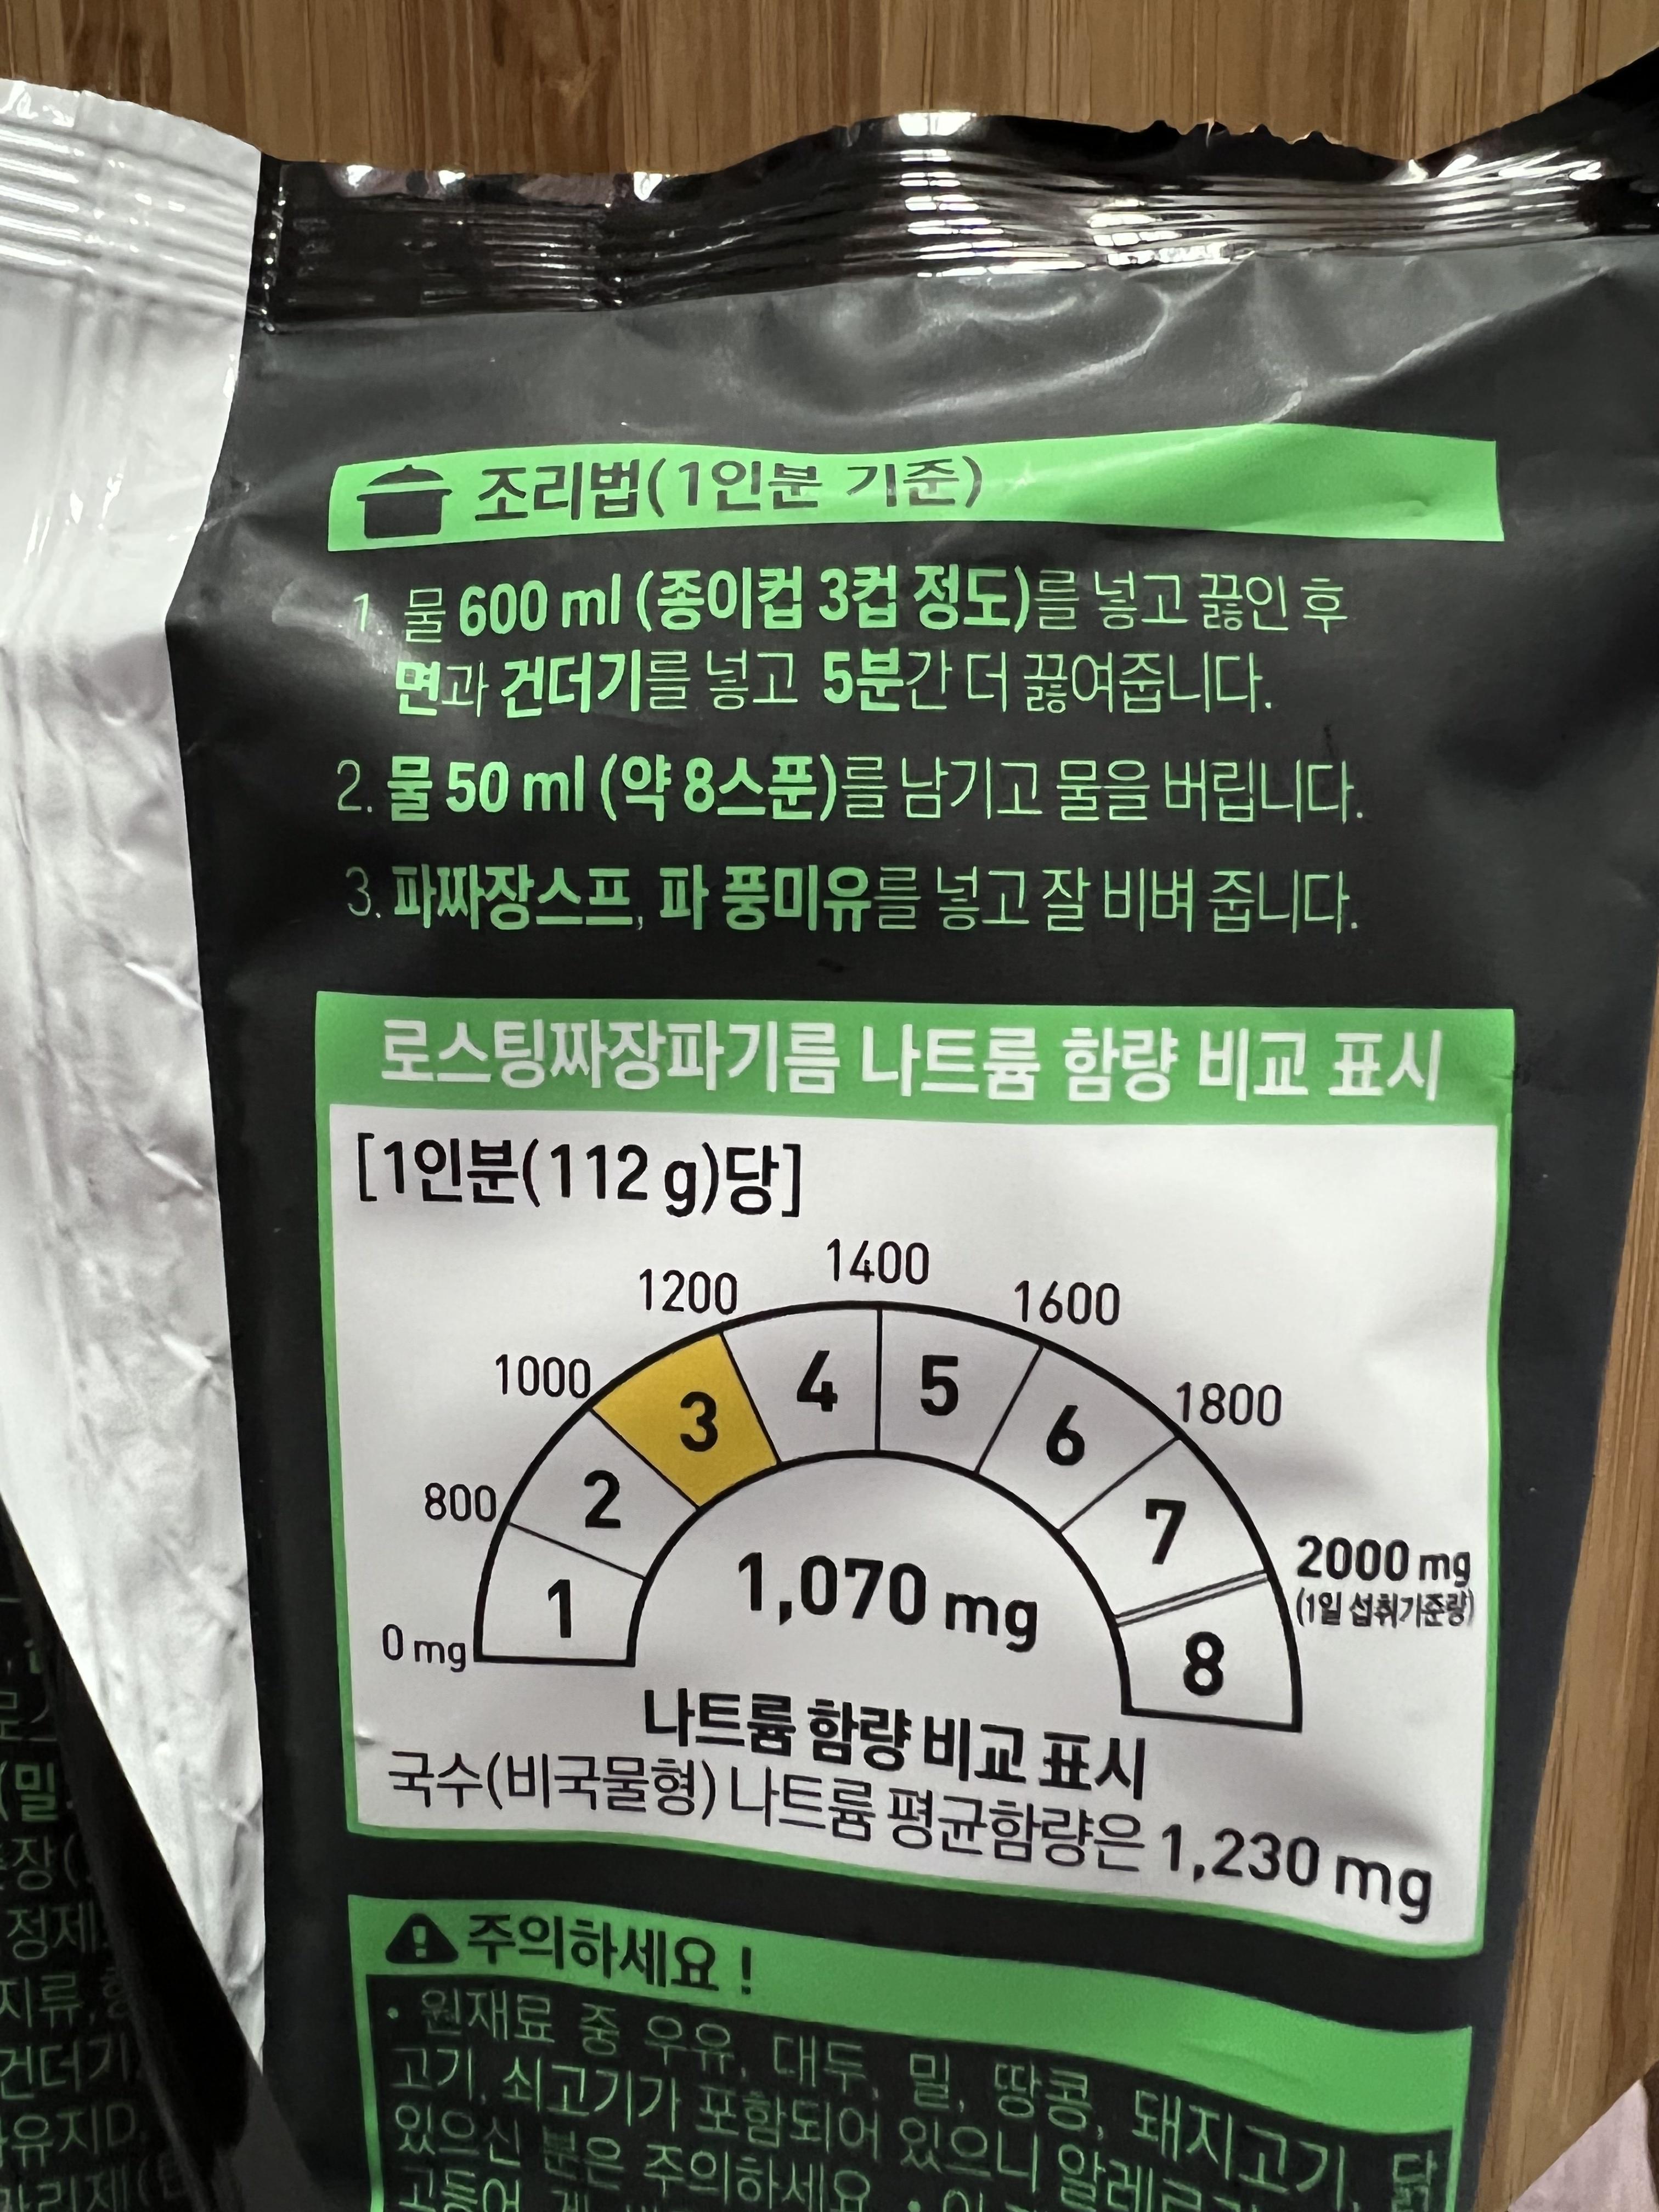 조리법(1인분 기준)
1. 물 600 ml (종이컵 3컵 정도)를 넣고 끓인 후
면과 건더기를 넣고 5분간 더 끓여줍니다.
2. 물 50 ml (약 8스푼)를 남기고 물을 버립니다.
3. 파짜장스프, 파 풍미유를 넣고 잘 비벼 줍니다.
로스팅짜장파기름 나트륨 함량 비교 표시
[1인분(112 g)당]
0 mg
800
1000
1200
1400
1600
1800
2000 mg
(1일 섭취기준량)
1
2
3
4
5
6
7
8
1,070 mg
나트륨 함량 비교 표시
국수(비국물형) 나트륨 평균함량은 1,230 mg
주의하세요 !
• 원재료 중 우유, 대두, 밀, 땅콩, 돼지고기, 닭
고기, 쇠고기가 포함되어 있으니
있으신 분은 주의하세요
(밀
정제
지류,
건더기
유지D.